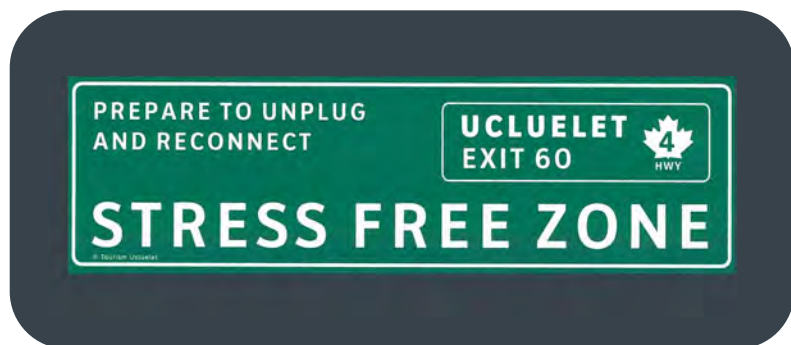 PREPARE TO UNPLUG
AND RECONNECT
UCLUELET
EXIT 60
4
HWY
STRESS FREE ZONE
© Tourism Ucluelet